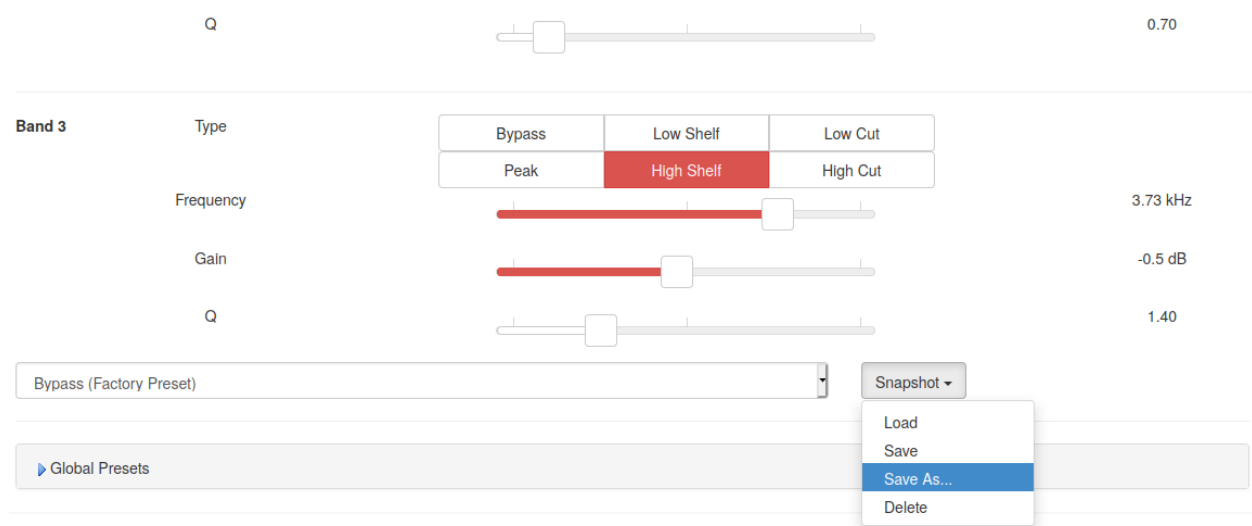 Q 0.70
Band 3 Type Bypass Low Shelf Low Cut
Peak High Shelf High Cut
Frequency 3.73 kHz
Gain -0.5 dB
Q 1.40
Bypass (Factory Preset) Snapshot
Load
Save
Global Presets
Save As...
Delete